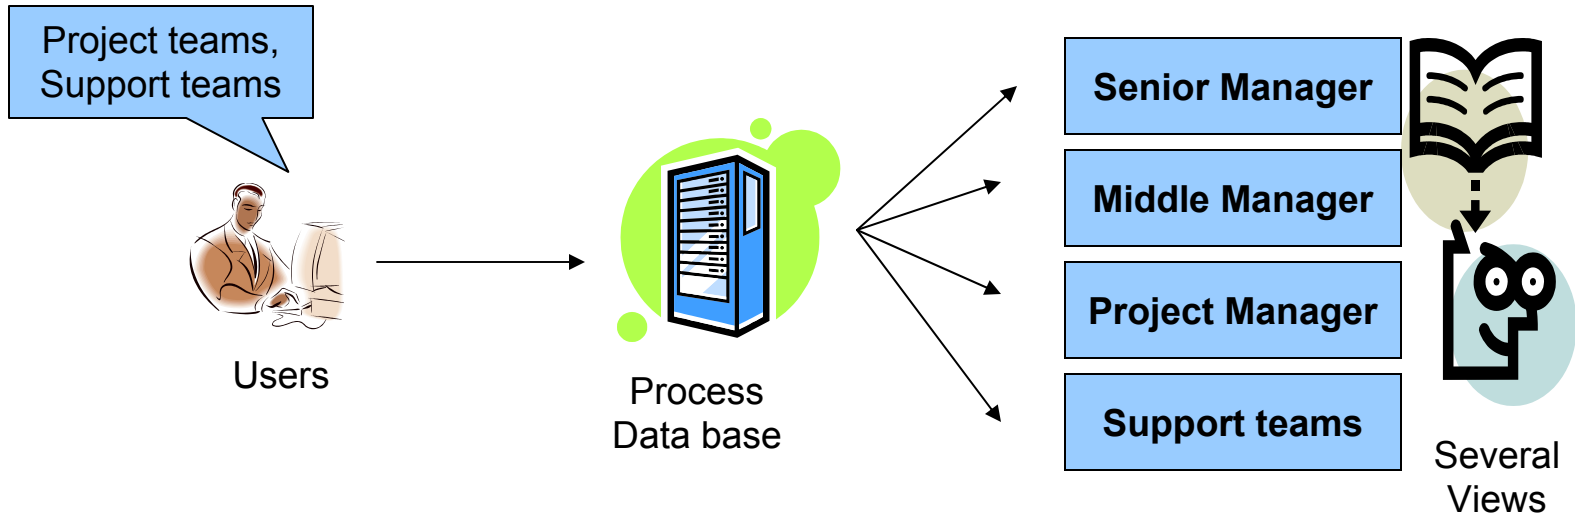 Project teams,
Support teams
Users
Process
Data base
Senior Manager
Middle Manager
Project Manager
Support teams
Several
Views